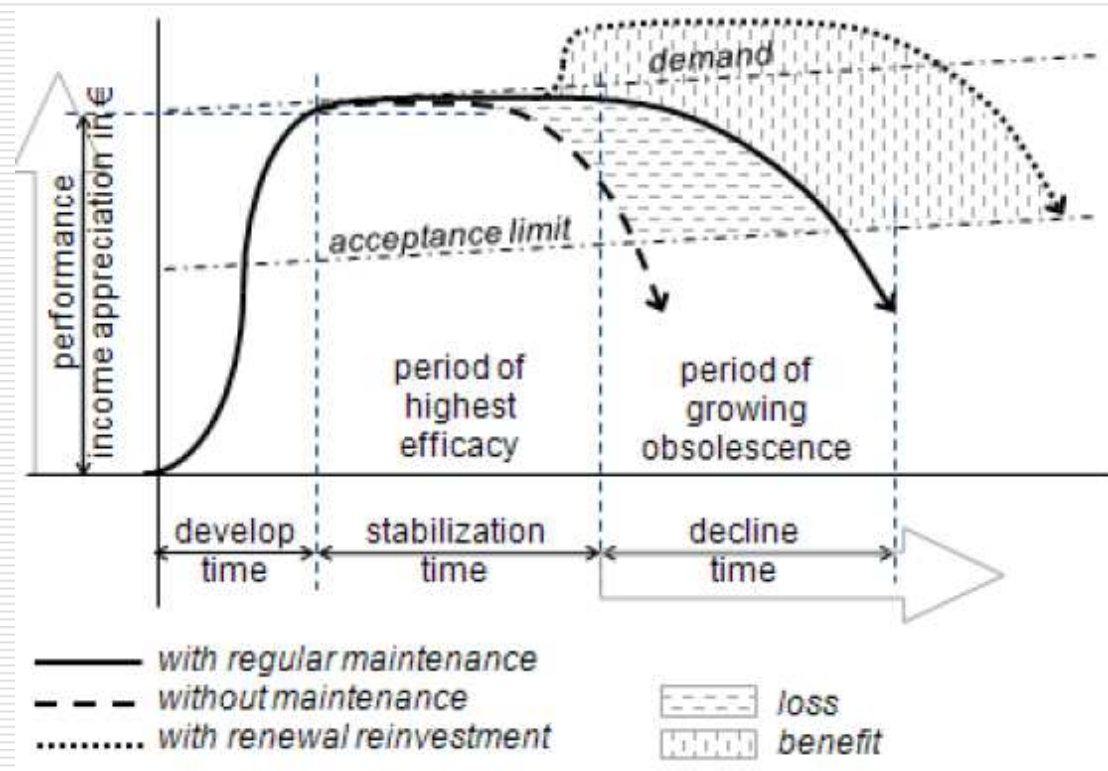 demand
acceptance limit
performance
income appreciation in €
period of
highest
efficacy
period of
growing
obsolescence
develop
time
stabilization
time
decline
time
with regular maintenance
without maintenance
with renewal reinvestment
loss
benefit